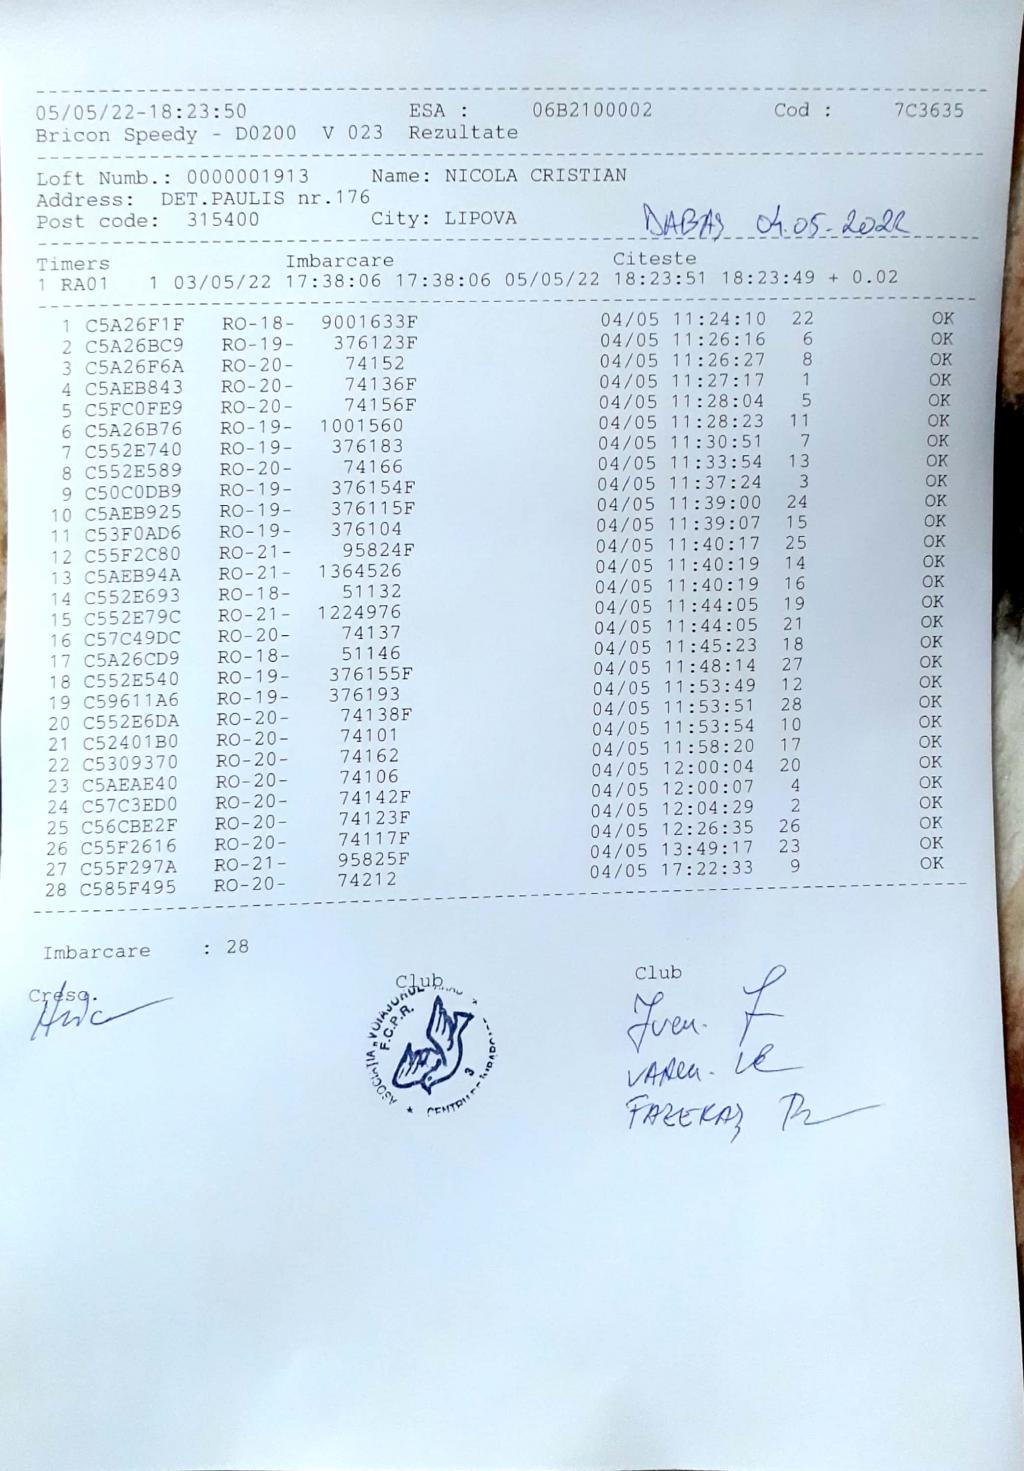 05/05/22-18:23:50 ESA : 06B2100002 Cod : 7C3635
Bricon Speedy - D0200 V 023 Rezultate
Loft Numb.: 0000001913 Name: NICOLA CRISTIAN
Address: DET.PAULIS nr.176
Post code: 315400 City: LIPOVA DABAȘ 04.05.2022
Timers Imbarcare Citeste
1 RA01 1 03/05/22 17:38:06 17:38:06 05/05/22 18:23:51 18:23:49 + 0.02
1 C5A26F1F RO-18- 9001633F 04/05 11:24:10 22 OK
2 C5A26BC9 RO-19- 376123F 04/05 11:26:16 6 OK
3 C5A26F6A RO-20- 74152 04/05 11:26:27 8 OK
4 C5AEB843 RO-20- 74136F 04/05 11:27:17 1 OK
5 C5FC0FE9 RO-20- 74156F 04/05 11:28:04 5 OK
6 C5A26B76 RO-19- 1001560 04/05 11:28:23 11 OK
7 C552E740 RO-19- 376183 04/05 11:30:51 7 OK
8 C552E589 RO-20- 74166 04/05 11:33:54 13 OK
9 C50C0DB9 RO-19- 376154F 04/05 11:37:24 3 OK
10 C5AEB925 RO-19- 376115F 04/05 11:39:00 24 OK
11 C53F0AD6 RO-19- 376104 04/05 11:39:07 15 OK
12 C55F2C80 RO-21- 95824F 04/05 11:40:17 25 OK
13 C5AEB94A RO-21- 1364526 04/05 11:40:19 14 OK
14 C552E693 RO-18- 51132 04/05 11:40:19 16 OK
15 C552E79C RO-21- 1224976 04/05 11:44:05 19 OK
16 C57C49DC RO-20- 74137 04/05 11:44:05 21 OK
17 C5A26CD9 RO-18- 51146 04/05 11:45:23 18 OK
18 C552E540 RO-19- 376155F 04/05 11:48:14 27 OK
19 C59611A6 RO-19- 376193 04/05 11:53:49 12 OK
20 C552E6DA RO-20- 74138F 04/05 11:53:51 28 OK
21 C52401B0 RO-20- 74101 04/05 11:53:54 10 OK
22 C5309370 RO-20- 74162 04/05 11:58:20 17 OK
23 C5AEAE40 RO-20- 74106 04/05 12:00:04 20 OK
24 C57C3ED0 RO-20- 74142F 04/05 12:00:07 4 OK
25 C56CBE2F RO-20- 74123F 04/05 12:04:29 2 OK
26 C55F2616 RO-20- 74117F 04/05 12:26:35 26 OK
27 C55F297A RO-21- 95825F 04/05 13:49:17 23 OK
28 C585F495 RO-20- 74212 04/05 17:22:33 9 OK
Imbarcare : 28
Cresc. Club Club
ASOCIAȚIA "VOIAJORUL
F.C.P.R.
3
FAZEKAȘ